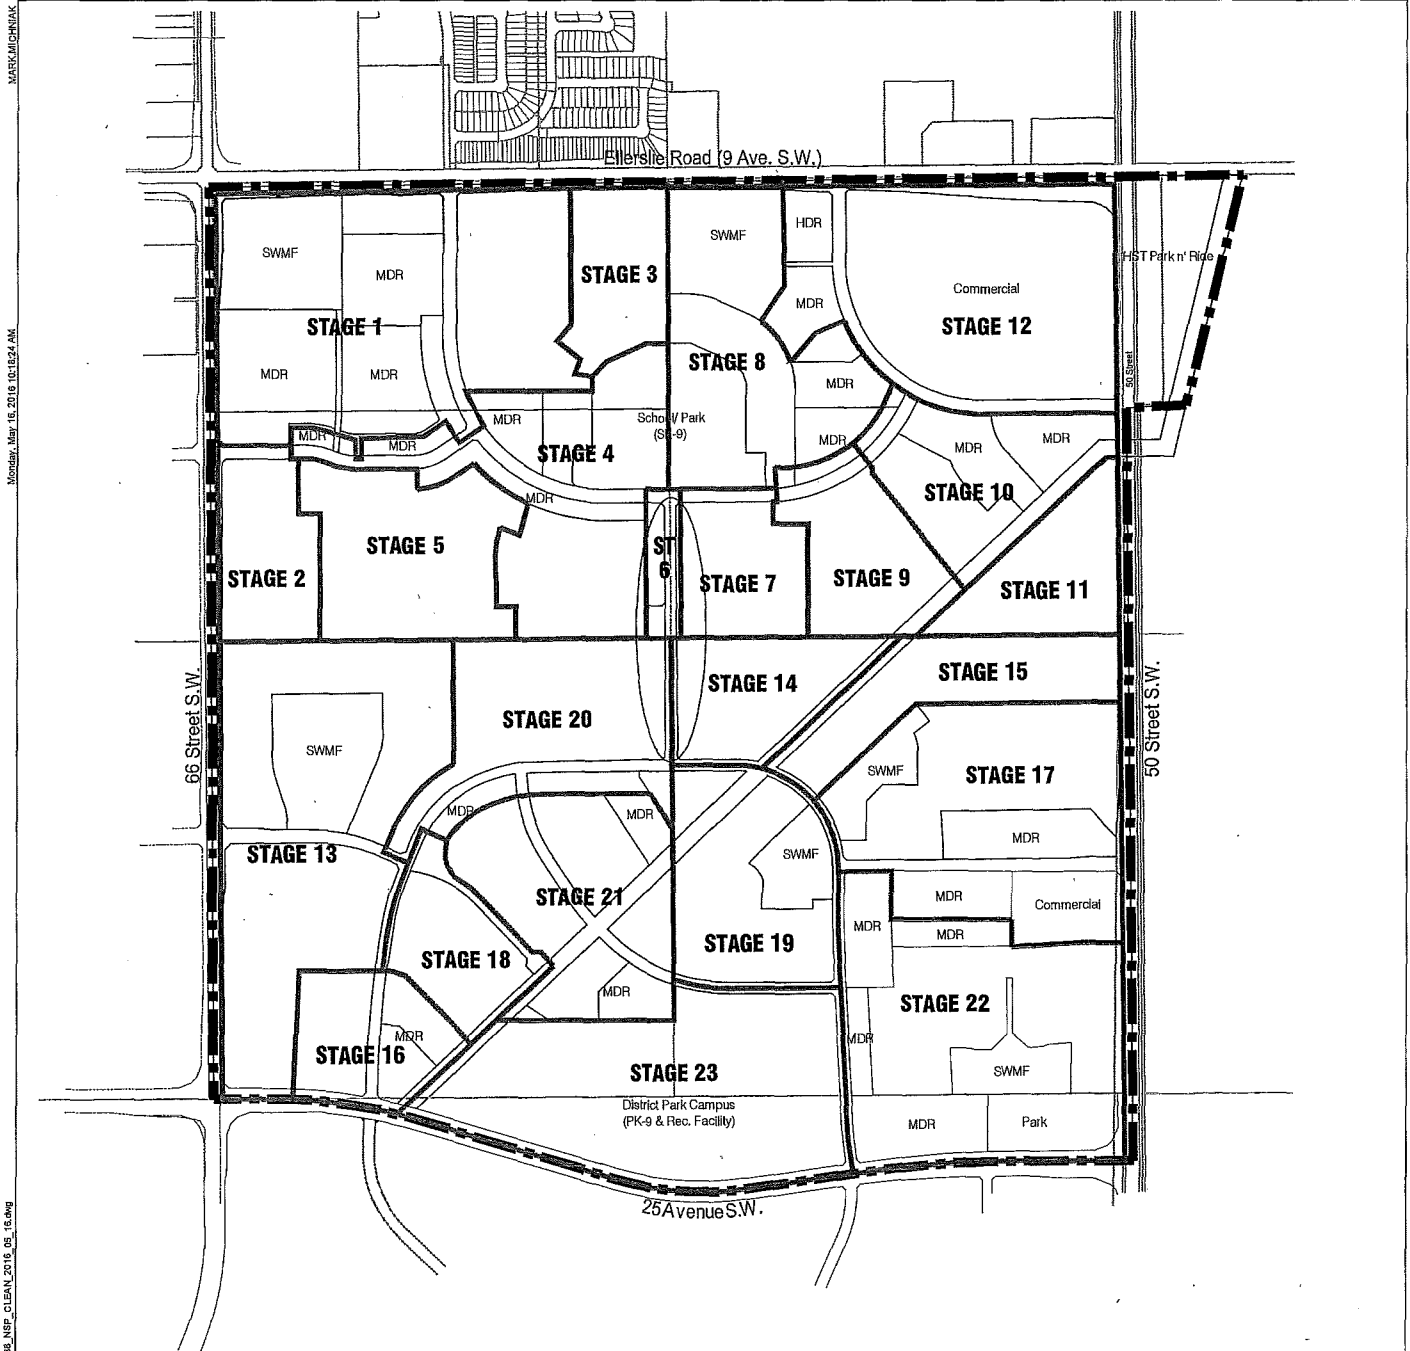 MARK.MICHNIAK
Monday, May 16, 2016 10:18:24 AM
_NSP_CLEAN_2016_05_16.dwg
Ellerslie Road (9 Ave. S.W.)
SWMF
MDR
STAGE 1
MDR
MDR
MDR
MDR
STAGE 3
SWMF
HDR
MDR
STAGE 8
MDR
MDR
Commercial
STAGE 12
HST Park n' Ride
50 Street
MDR
School/ Park
STAGE 4
MDR
MDR
MDR
STAGE 10
STAGE 2
STAGE 5
ST
6
STAGE 7
STAGE 9
STAGE 11
66 Street S.W.
50 Street S.W.
SWMF
STAGE 20
STAGE 14
STAGE 15
SWMF
STAGE 17
MDR
STAGE 13
MDR
MDR
STAGE 21
SWMF
STAGE 19
MDR
MDR
Commercial
MDR
STAGE 18
MDR
STAGE 22
MDR
STAGE 16
MDR
SWMF
STAGE 23
District Park Campus
(PK-9 & Rec. Facility)
MDR
Park
25 Avenue S.W.